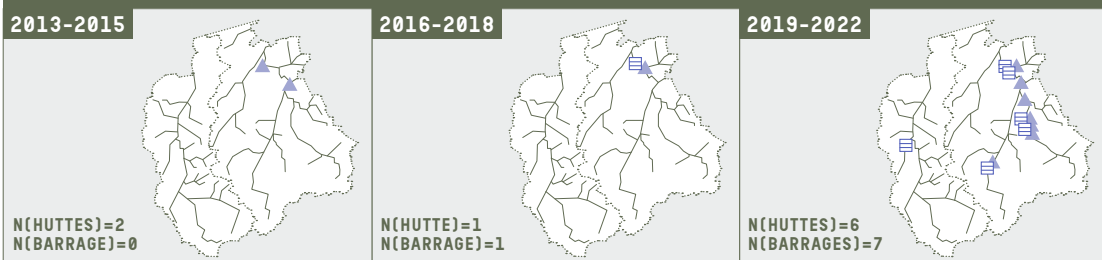 2013-2015
N(HUTTES)=2
N(BARRAGE)=0
2016-2018
N(HUTTE)=1
N(BARRAGE)=1
2019-2022
N(HUTTES)=6
N(BARRAGES)=7